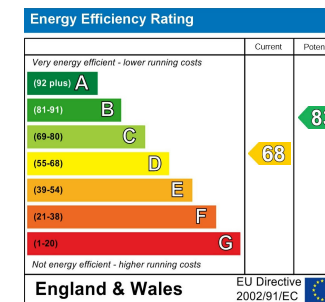 Energy Efficiency Rating
Current
Very energy efficient - lower running costs
(92 plus) A
(81-91) B
(69-80) C
(55-68) D
68
(39-54) E
(21-38) F
(1-20) G
Not energy efficient - higher running costs
England & Wales
EU Directive
2002/91/EC